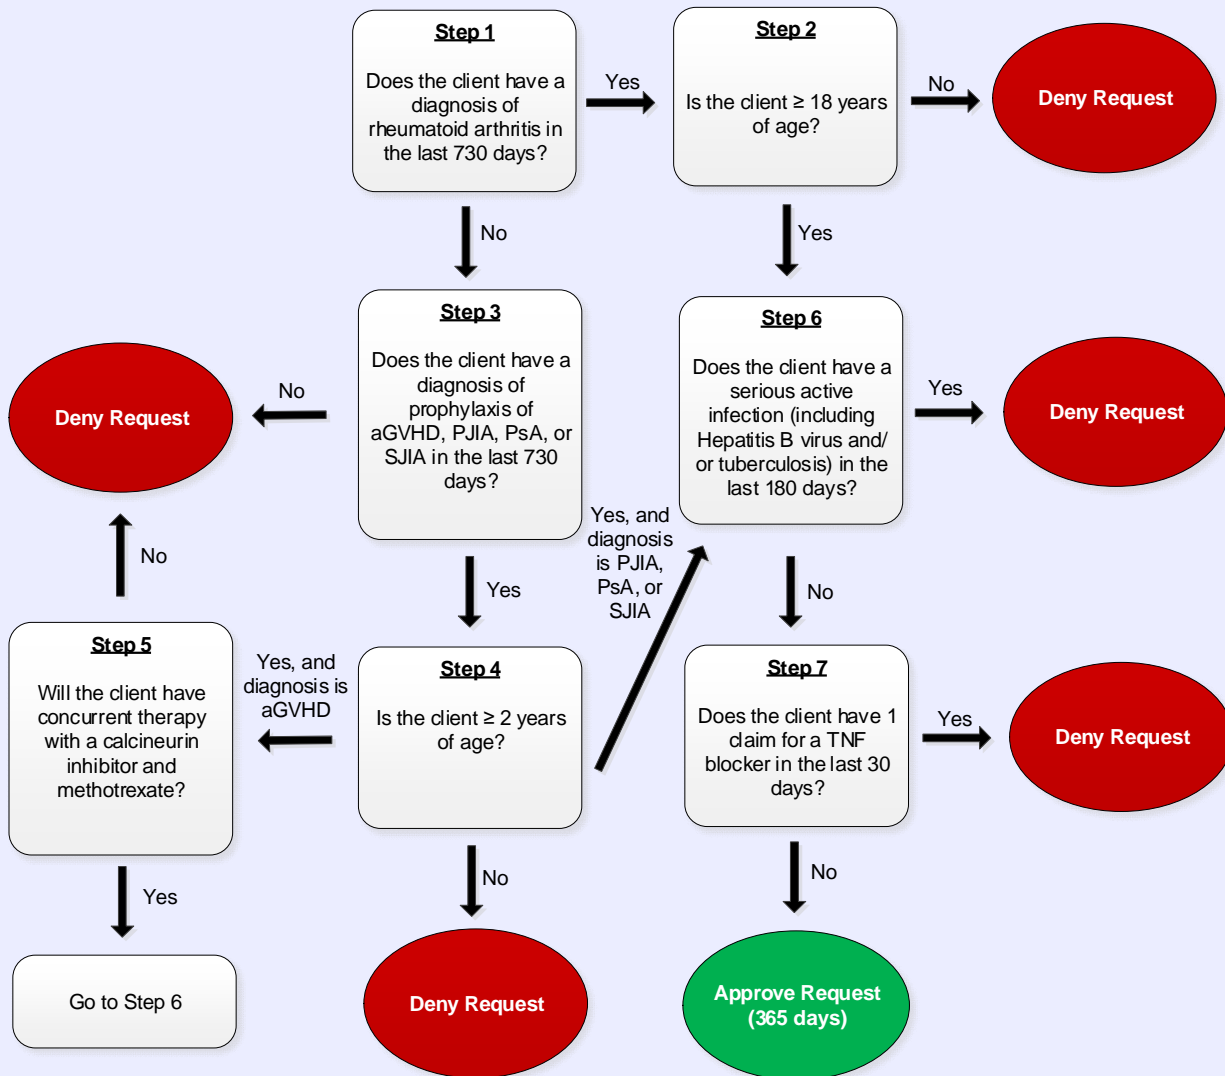 Step 1
Does the client have a
diagnosis of
rheumatoid arthritis in
the last 730 days?
Yes
Step 2
Is the client ≥ 18 years
of age?
No
Deny Request
No
Yes
Step 3
Does the client have a
diagnosis of
prophylaxis of
aGVHD, PJIA, PsA, or
SJIA in the last 730
days?
No
Deny Request
Step 6
Does the client have a
serious active
infection (including
Hepatitis B virus and/
or tuberculosis) in the
last 180 days?
Yes
Deny Request
No
Yes
Yes, and
diagnosis
is PJIA,
PsA, or
SJIA
No
Step 5
Will the client have
concurrent therapy
with a calcineurin
inhibitor and
methotrexate?
Yes, and
diagnosis is
aGVHD
Step 4
Is the client ≥ 2 years
of age?
Step 7
Does the client have 1
claim for a TNF
blocker in the last 30
days?
Yes
Deny Request
Yes
No
No
Go to Step 6
Deny Request
Approve Request
(365 days)